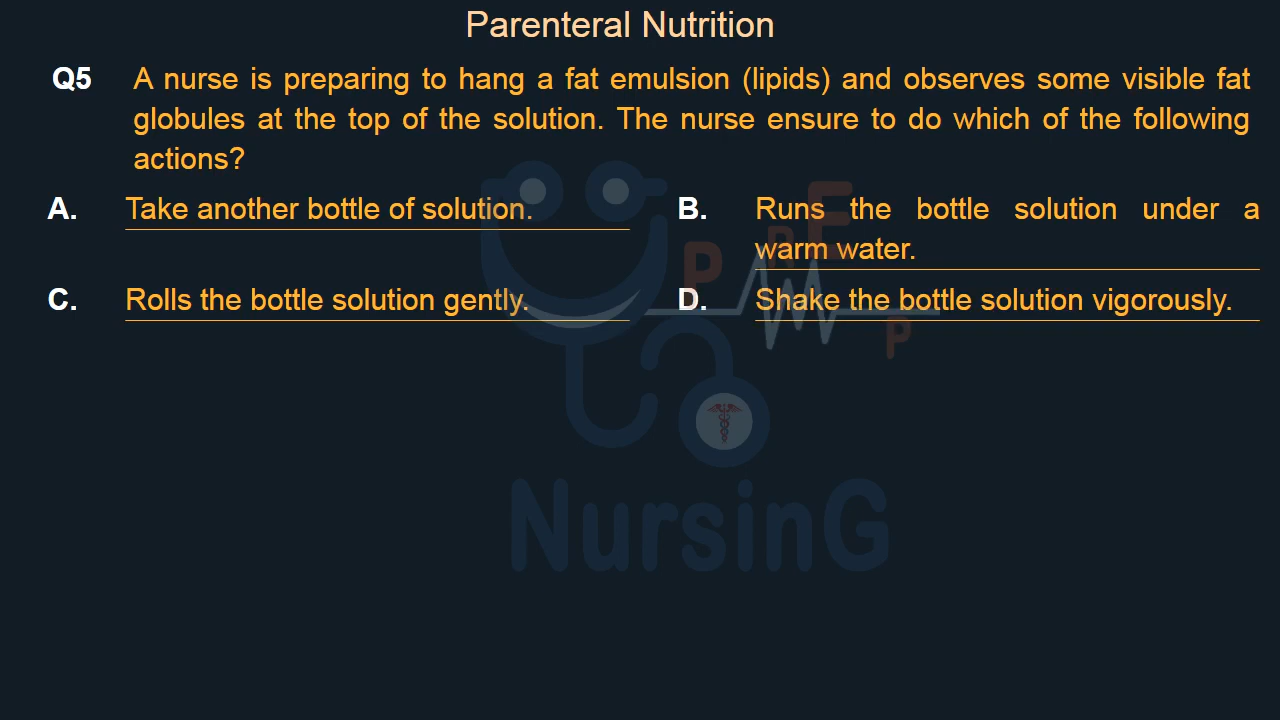 Parenteral Nutrition
Q5 A nurse is preparing to hang a fat emulsion (lipids) and observes some visible fat
globules at the top of the solution. The nurse ensure to do which of the following
actions?
A. Take another bottle of solution.
B. Runs the bottle solution under a
warm water.
C. Rolls the bottle solution gently.
D. Shake the bottle solution vigorously.
P R E P
NursinG